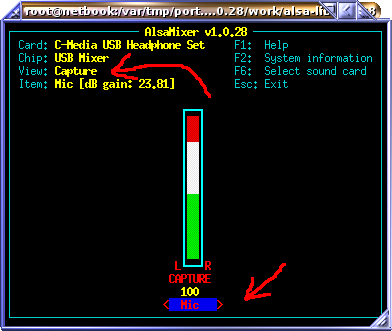 root@netbook:/var/tmp/port...0.28/work/alsa-li
8
AlsaMixer v1.0.28
Card: C-Media USB Headphone Set F1: Help
Chip: USB Mixer F2: System information
View: Capture F6: Select sound card
Item: Mic [dB gain: 23.81] Esc: Exit
L R
CAPTURE
100
< Mic >